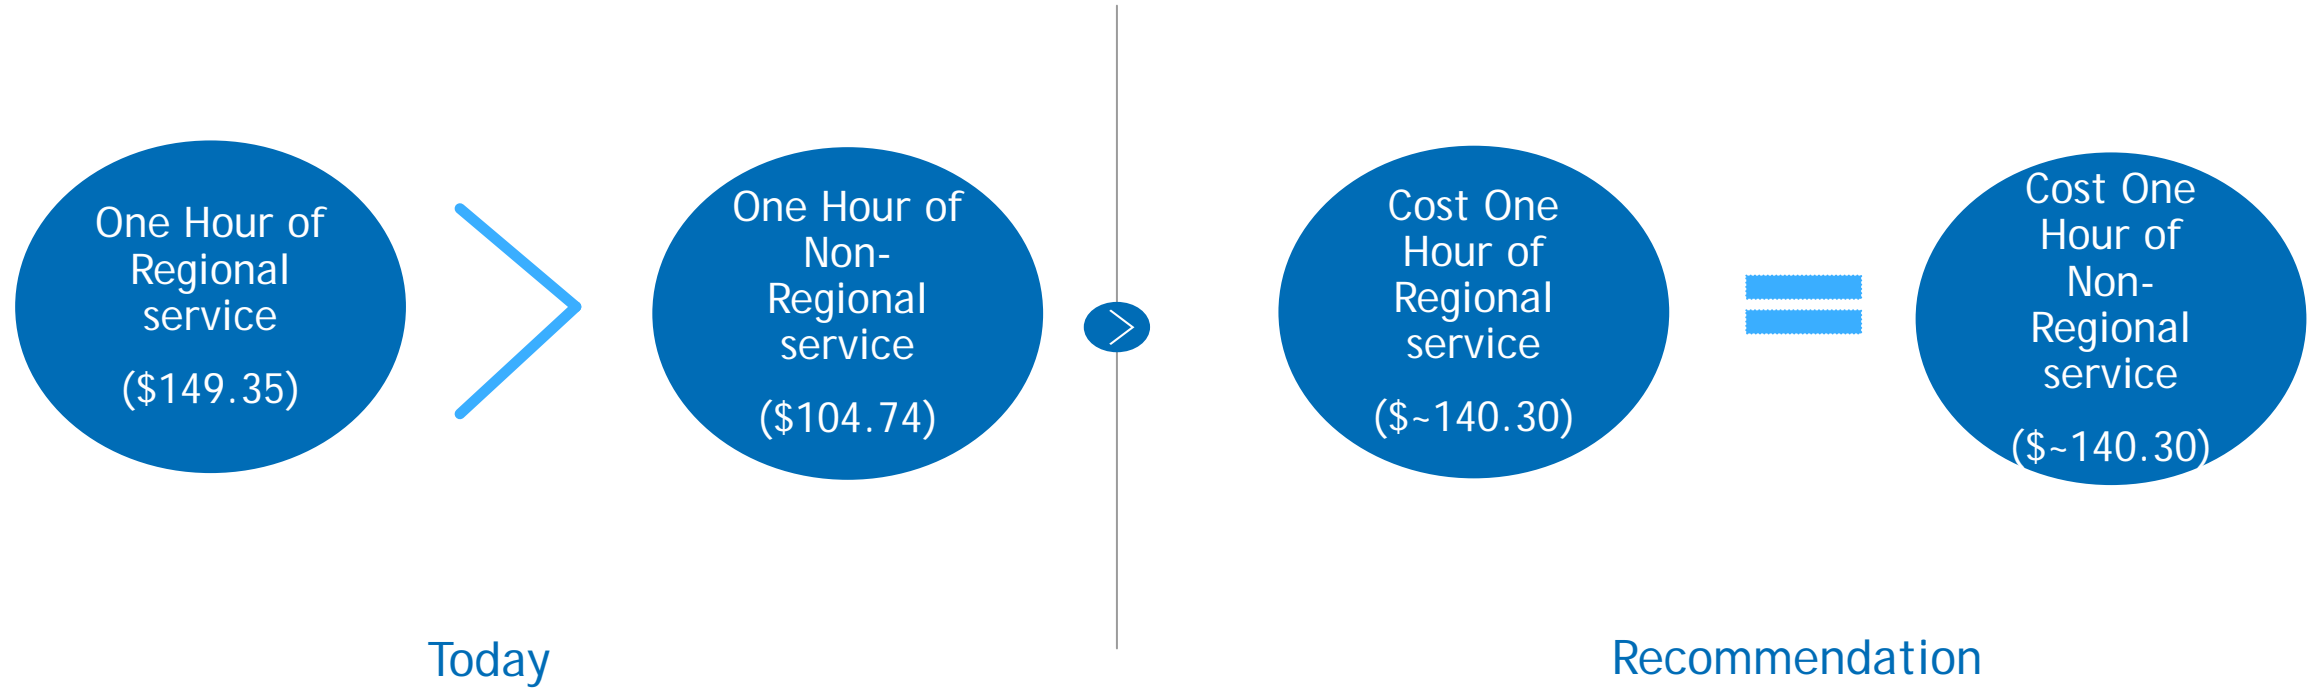 One Hour of
Regional
service
($149.35)
One Hour of
Non-
Regional
service
($104.74)
Today
Cost One
Hour of
Regional
service
($~140.30)
Cost One
Hour of
Non-
Regional
service
($~140.30)
Recommendation